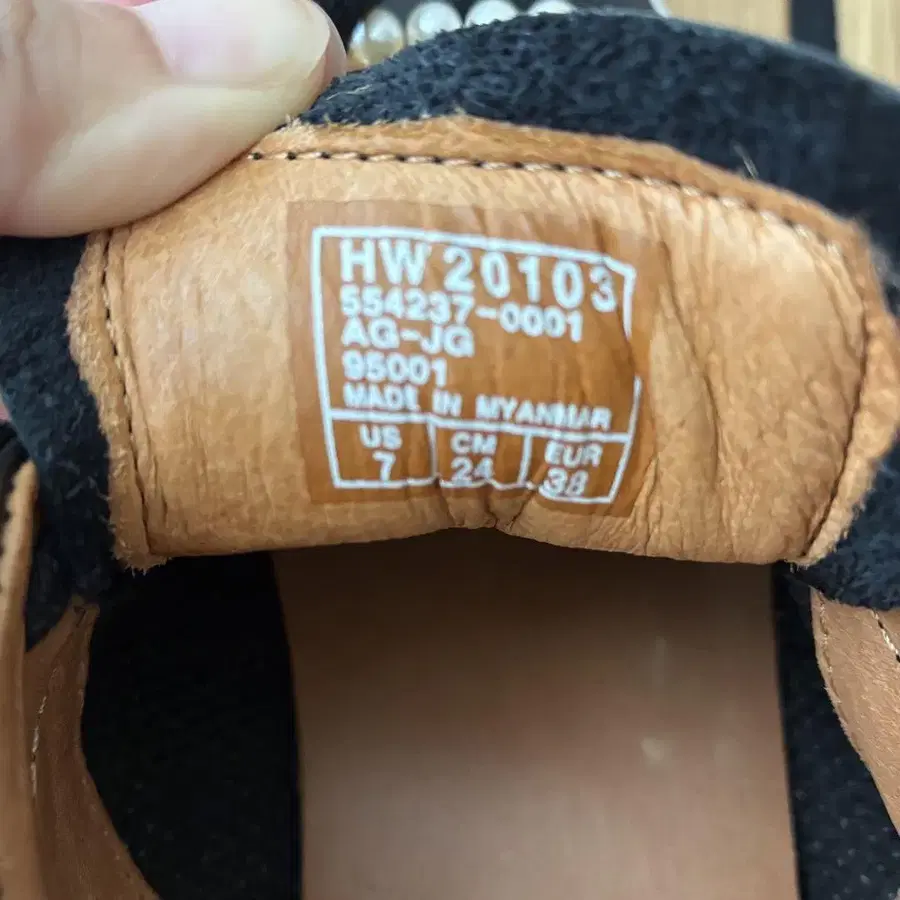 HW 20103
554237-0001
AG-JG
95001
MADE IN MYANMAR
US CM EUR
7 24 38